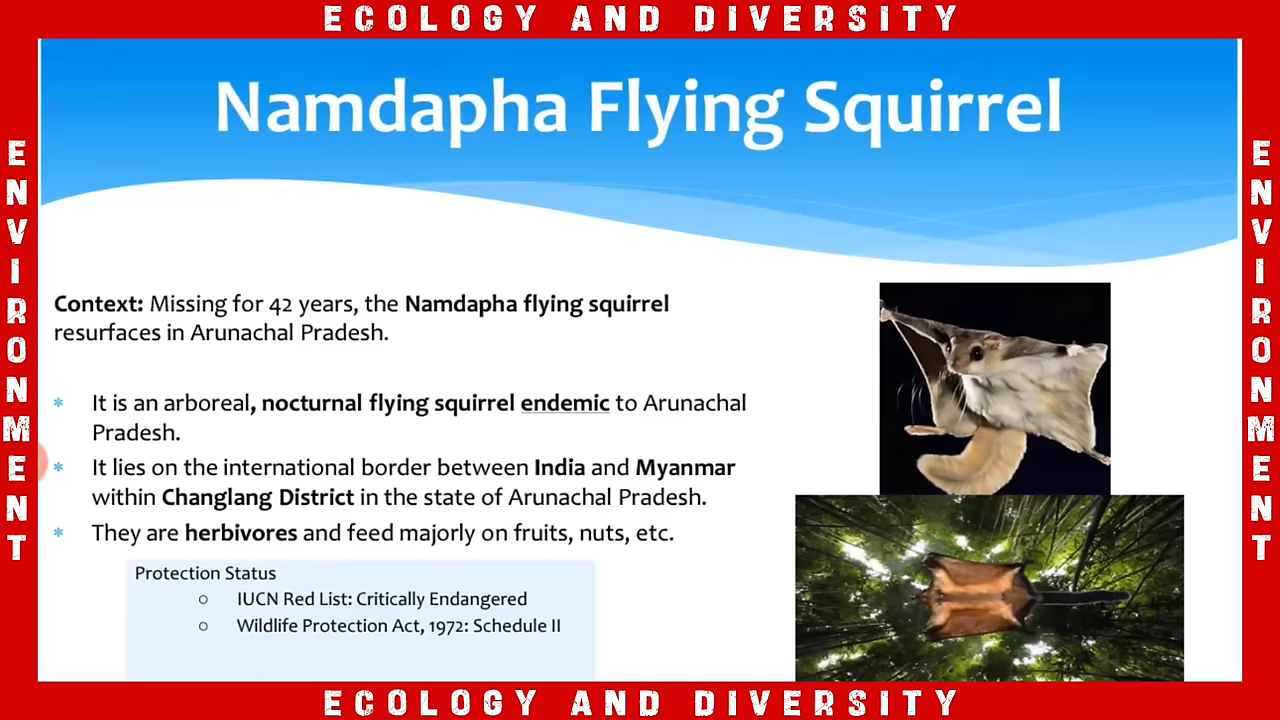 ECOLOGY AND DIVERSITY
Namdapha Flying Squirrel
ENVIRONMENT
Context: Missing for 42 years, the Namdapha flying squirrel
resurfaces in Arunachal Pradesh.
* It is an arboreal, nocturnal flying squirrel endemic to Arunachal
Pradesh.
* It lies on the international border between India and Myanmar
within Changlang District in the state of Arunachal Pradesh.
* They are herbivores and feed majorly on fruits, nuts, etc.
Protection Status
○ IUCN Red List: Critically Endangered
○ Wildlife Protection Act, 1972: Schedule II
ENVIRONMENT
ECOLOGY AND DIVERSITY